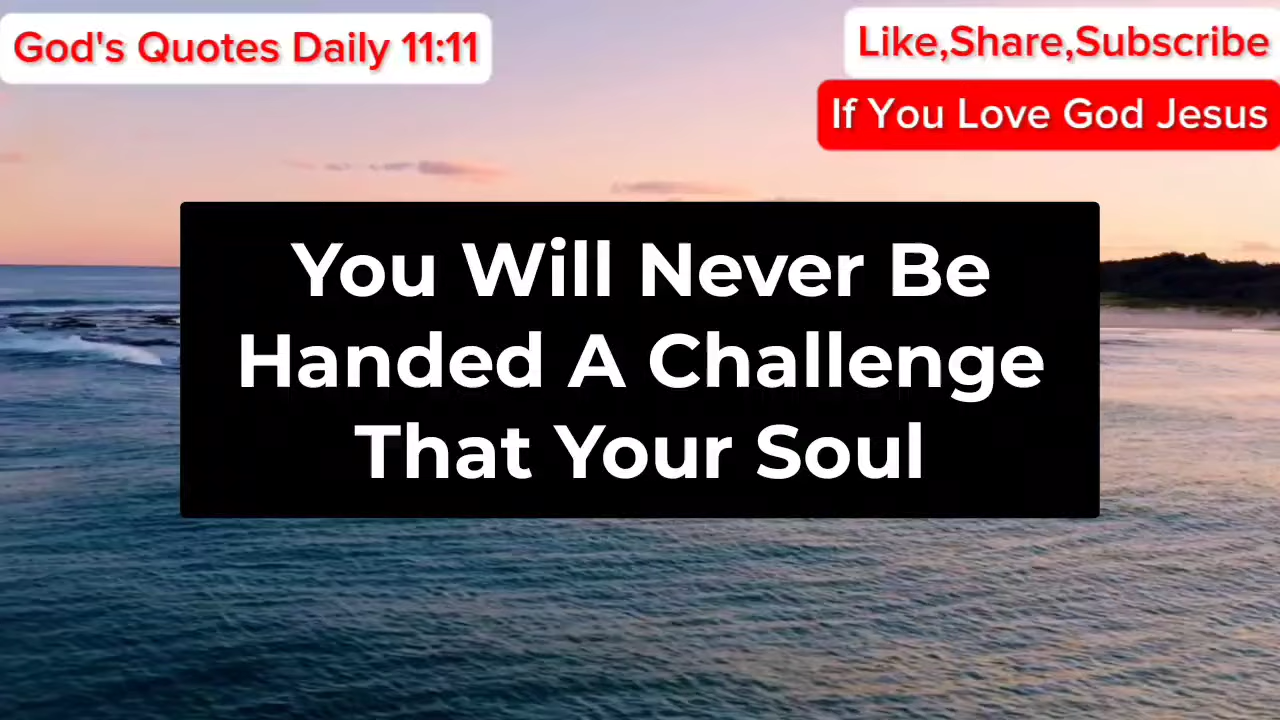 God's Quotes Daily 11:11
Like,Share,Subscribe
If You Love God Jesus
You Will Never Be
Handed A Challenge
That Your Soul